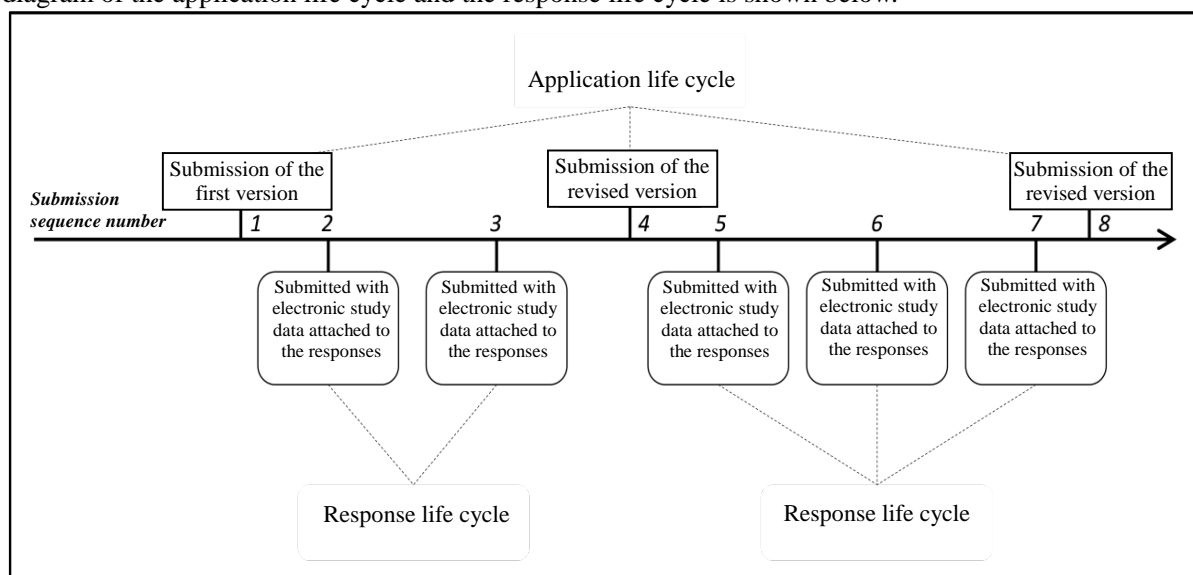 diagram of the application life cycle and the response life cycle is shown below.
Application life cycle
Submission of the
first version
Submission of the
revised version
Submission of the
revised version
Submission
sequence number
1 2 3 4 5 6 7 8
Submitted with
electronic study
data attached to
the responses
Submitted with
electronic study
data attached to
the responses
Submitted with
electronic study
data attached to
the responses
Submitted with
electronic study
data attached to
the responses
Submitted with
electronic study
data attached to
the responses
Response life cycle
Response life cycle